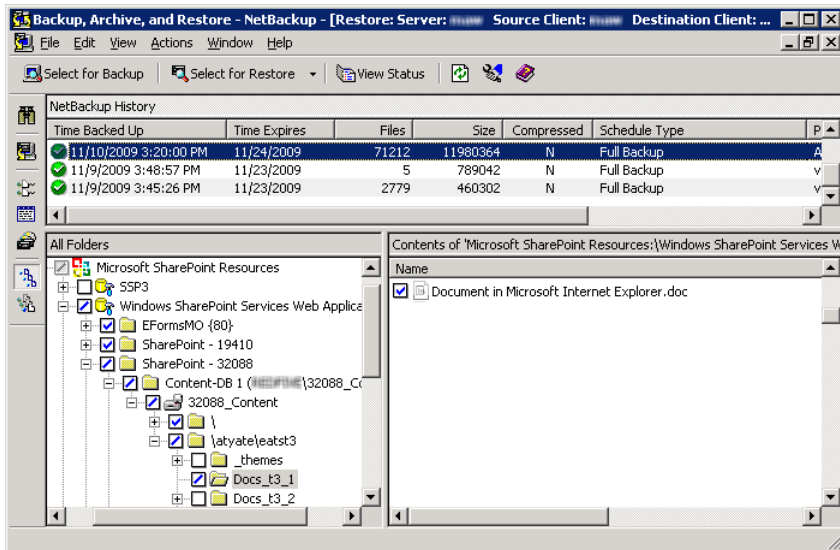 Backup, Archive, and Restore - NetBackup - [Restore: Server: Source Client: Destination Client: ...
File Edit View Actions Window Help
Select for Backup Select for Restore View Status
NetBackup History
Time Backed Up Time Expires Files Size Compressed Schedule Type P
11/10/2009 3:20:00 PM 11/24/2009 71212 11980364 N Full Backup A
11/9/2009 3:48:57 PM 11/23/2009 5 789042 N Full Backup v
11/9/2009 3:45:26 PM 11/23/2009 2779 460302 N Full Backup v
All Folders
Microsoft SharePoint Resources
SSP3
Windows SharePoint Services Web Applica
EFormsMO {80}
SharePoint - 19410
SharePoint - 32088
Content-DB 1 ( \32088_Co
32088_Content
\
\atyate\eatst3
_themes
Docs_t3_1
Docs_t3_2
Contents of 'Microsoft SharePoint Resources:\Windows SharePoint Services W
Name
Document in Microsoft Internet Explorer.doc